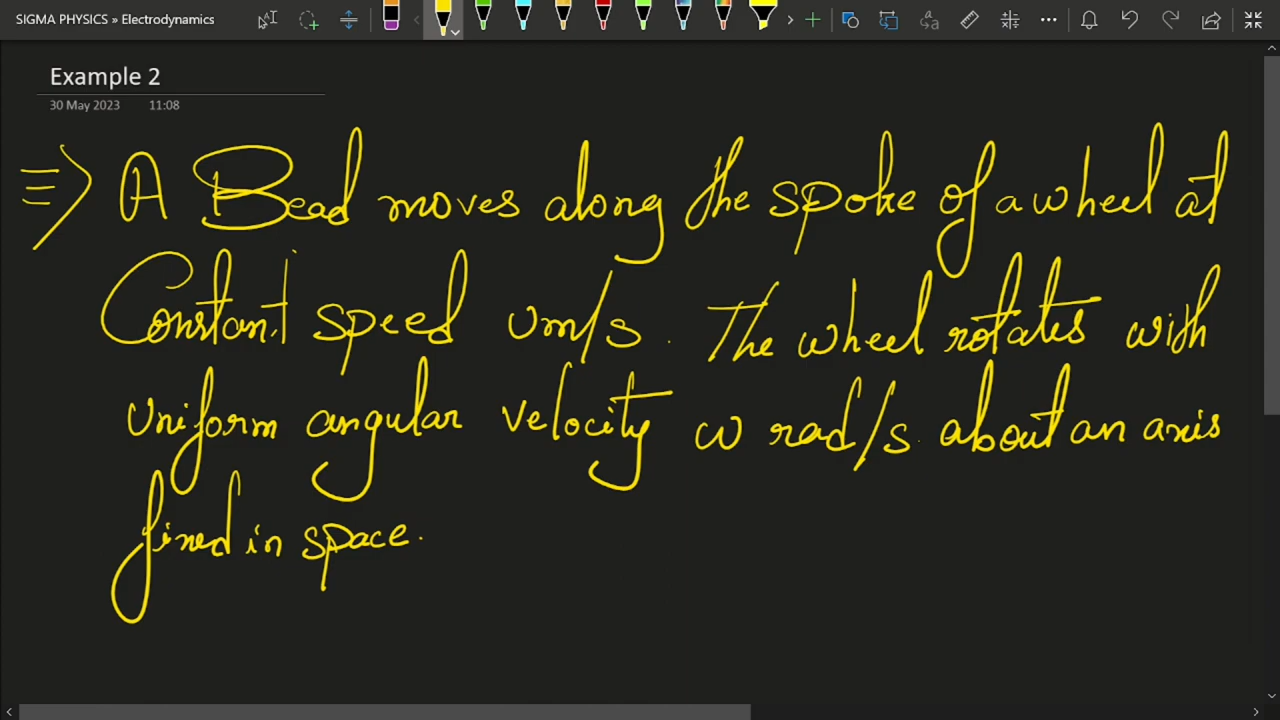 SIGMA PHYSICS » Electrodynamics
Example 2
30 May 2023 11:08
⇒ A Bead moves along the spoke of a wheel at
Constant speed um/s. The wheel rotates with
uniform angular velocity w rad/s. about an axis
fixed in space.